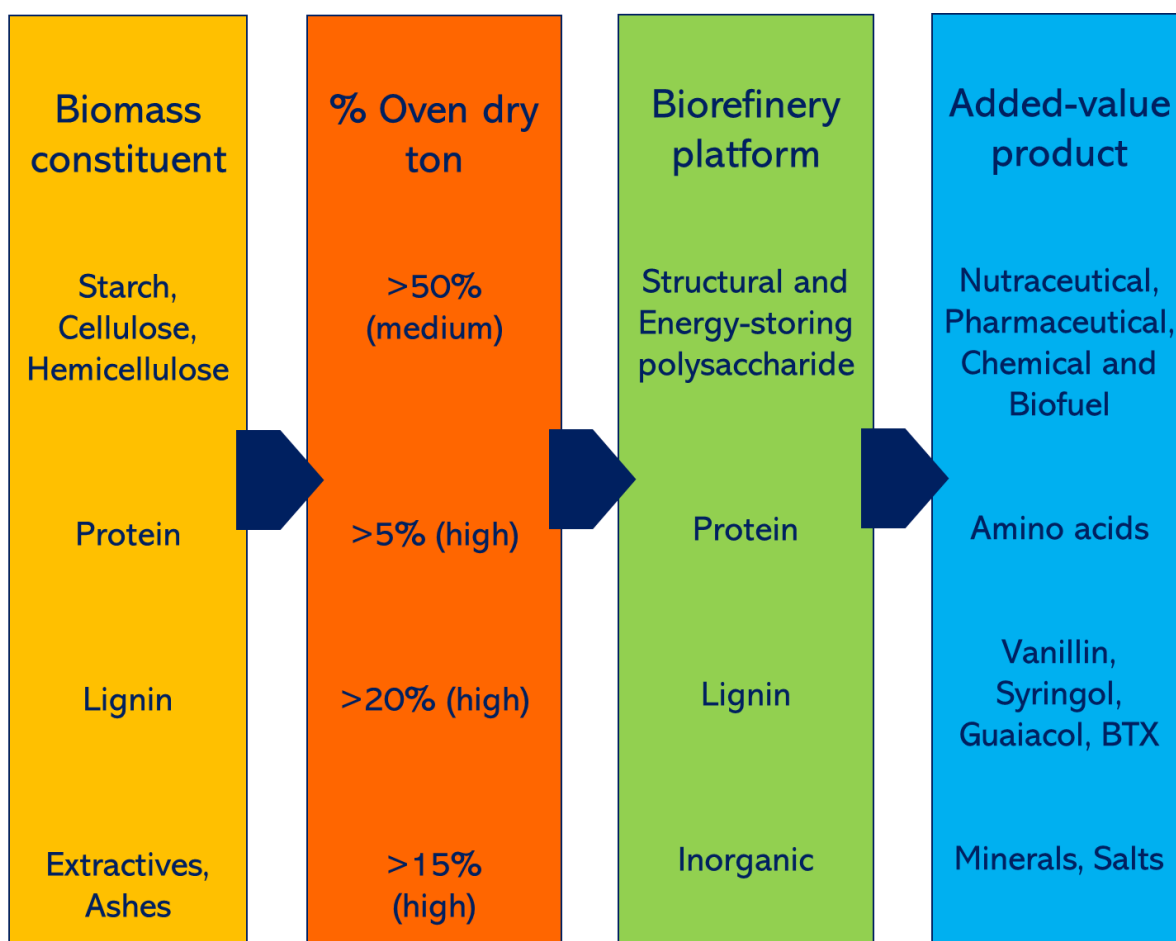 Biomass
constituent
Starch,
Cellulose,
Hemicellulose
Protein
Lignin
Extractives,
Ashes
% Oven dry
ton
>50%
(medium)
>5% (high)
>20% (high)
>15%
(high)
Biorefinery
platform
Structural and
Energy-storing
polysaccharide
Protein
Lignin
Inorganic
Added-value
product
Nutraceutical,
Pharmaceutical,
Chemical and
Biofuel
Amino acids
Vanillin,
Syringol,
Guaiacol, BTX
Minerals, Salts